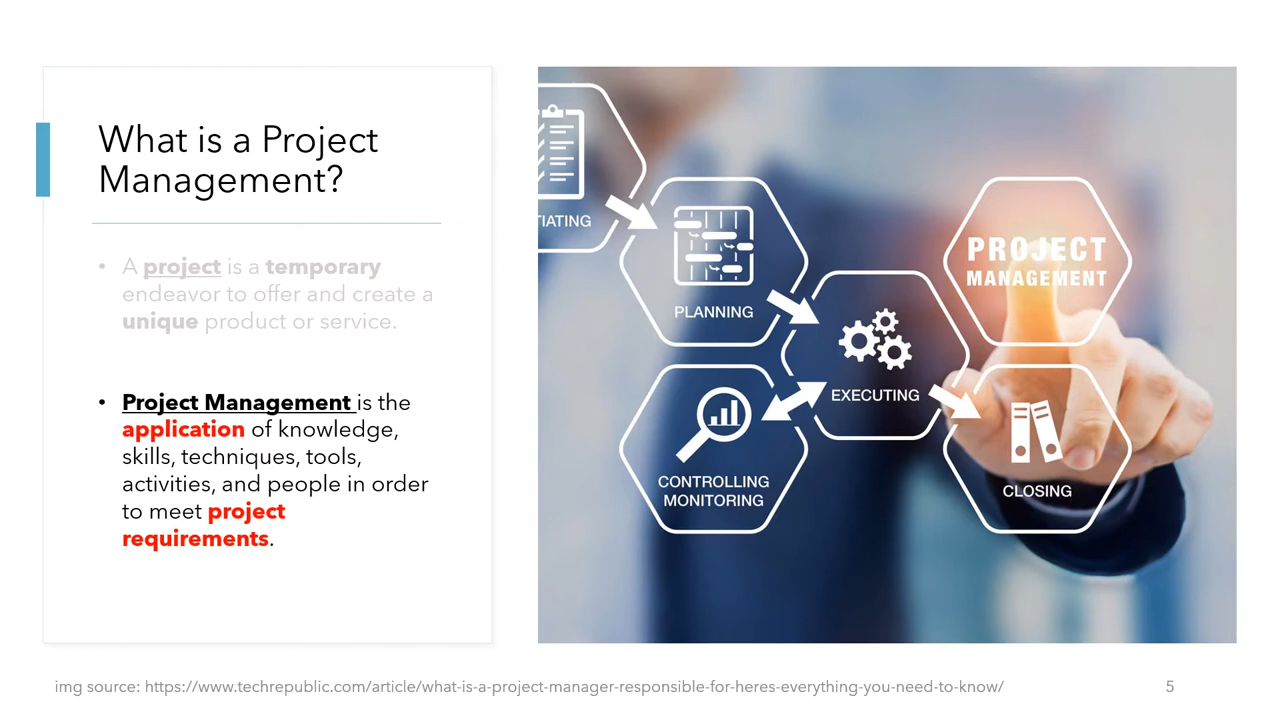 What is a Project
Management?
• A project is a temporary
endeavor to offer and create a
unique product or service.
• Project Management is the
application of knowledge,
skills, techniques, tools,
activities, and people in order
to meet project
requirements.
TIATING
PLANNING
EXECUTING
CONTROLLING
MONITORING
PROJECT
MANAGEMENT
CLOSING
img source: https://www.techrepublic.com/article/what-is-a-project-manager-responsible-for-heres-everything-you-need-to-know/
5